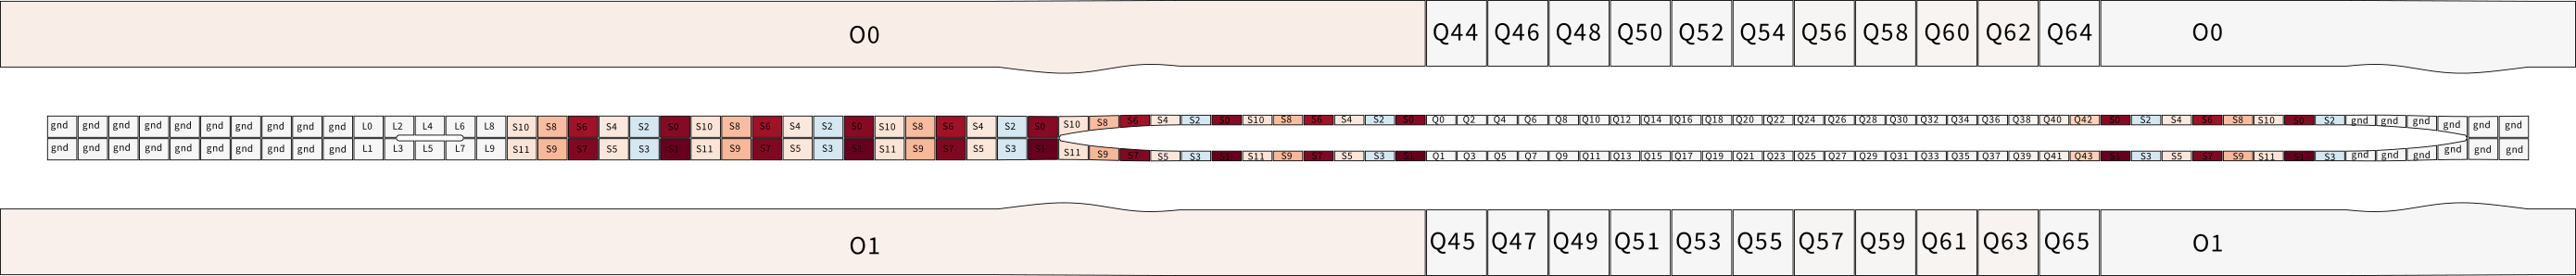 O0 Q44 Q46 Q48 Q50 Q52 Q54 Q56 Q58 Q60 Q62 Q64 O0
gnd gnd gnd gnd gnd gnd gnd gnd gnd gnd L0 L2 L4 L6 L8 S10 S8 S6 S4 S2 S0 S10 S8 S6 S4 S2 S0 S10 S8 S6 S4 S2 S0 S10 S8 S6 S4 S2 S0 S10 S8 S6 S4 S2 S0 Q0 Q2 Q4 Q6 Q8 Q10 Q12 Q14 Q16 Q18 Q20 Q22 Q24 Q26 Q28 Q30 Q32 Q34 Q36 Q38 Q40 Q42 S0 S2 S4 S6 S8 S10 S0 S2 gnd gnd gnd gnd gnd gnd
gnd gnd gnd gnd gnd gnd gnd gnd gnd gnd L1 L3 L5 L7 L9 S11 S9 S7 S5 S3 S1 S11 S9 S7 S5 S3 S1 S11 S9 S7 S5 S3 S1 S11 S9 S7 S5 S3 S1 S11 S9 S7 S5 S3 S1 Q1 Q3 Q5 Q7 Q9 Q11 Q13 Q15 Q17 Q19 Q21 Q23 Q25 Q27 Q29 Q31 Q33 Q35 Q37 Q39 Q41 Q43 S1 S3 S5 S7 S9 S11 S1 S3 gnd gnd gnd gnd gnd gnd
O1 Q45 Q47 Q49 Q51 Q53 Q55 Q57 Q59 Q61 Q63 Q65 O1